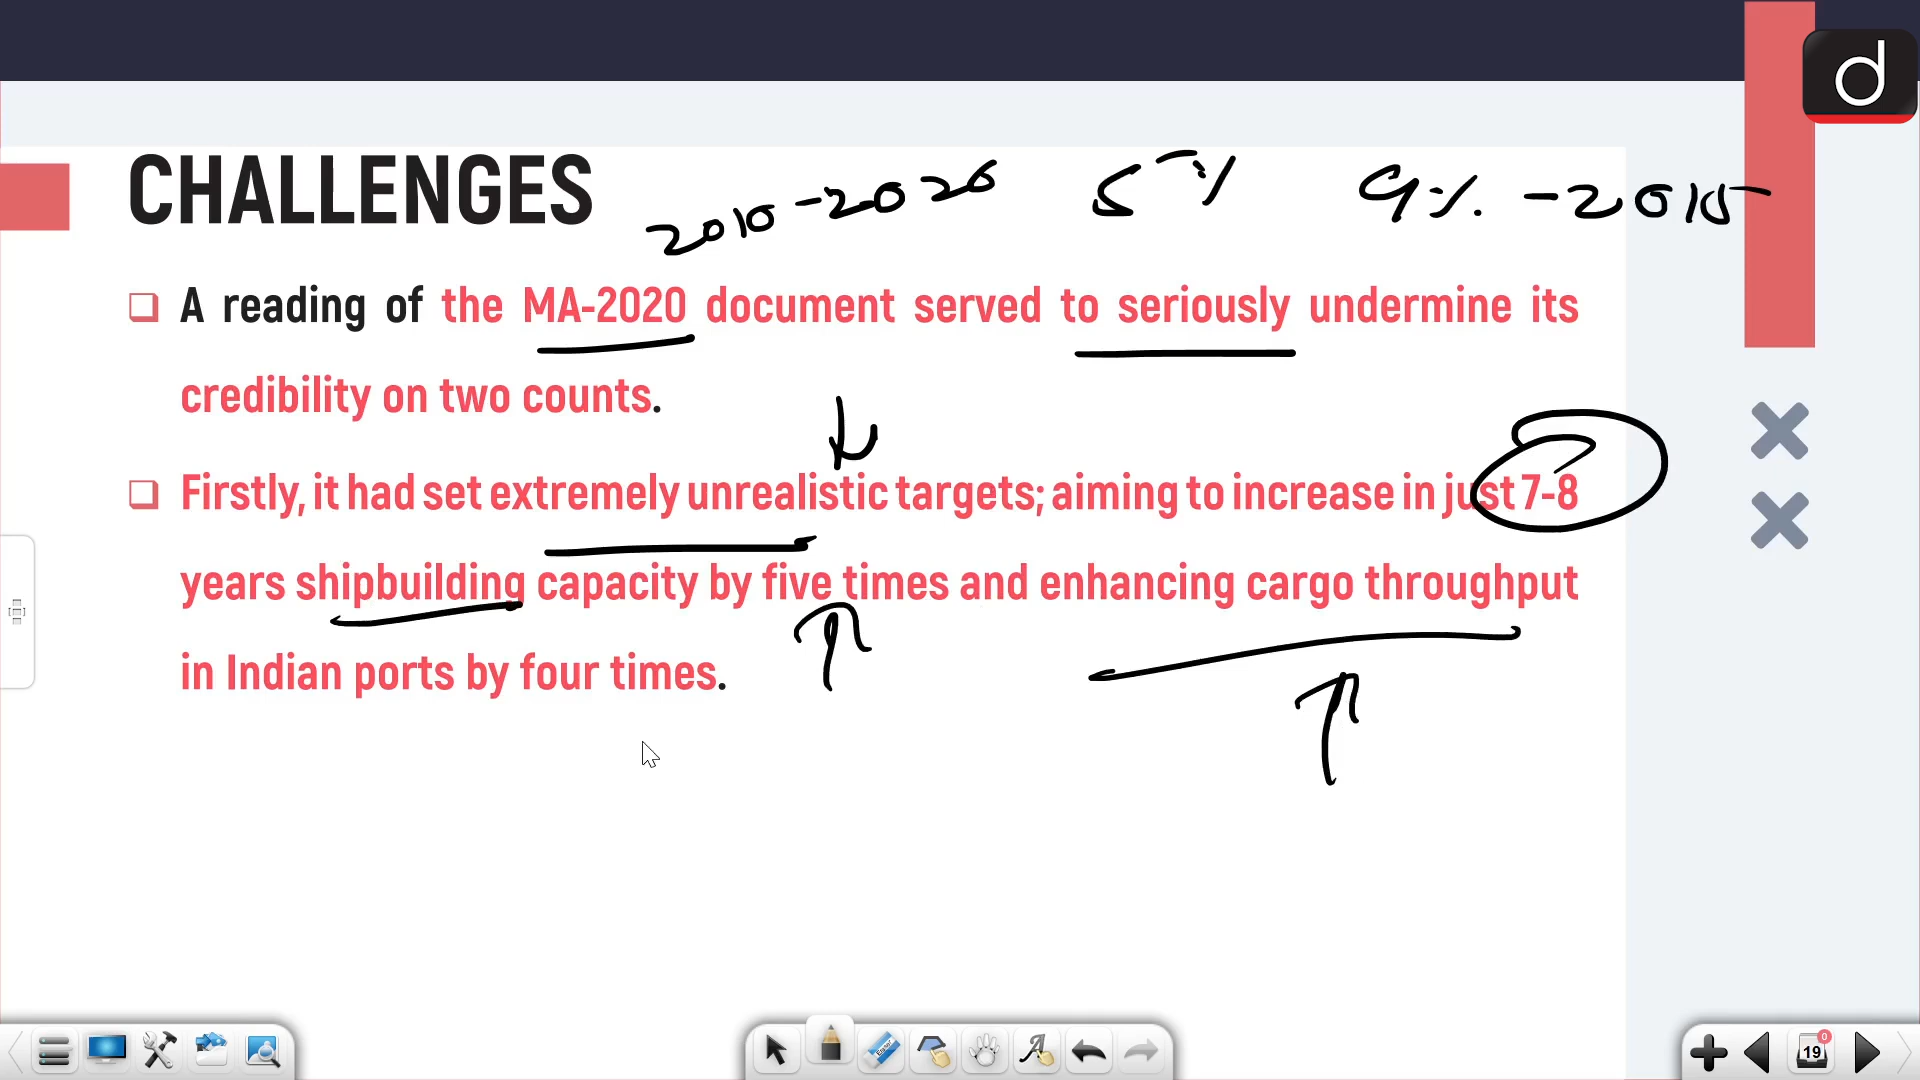 d
CHALLENGES
2010-2020 5% 9% -2015
A reading of the MA-2020 document served to seriously undermine its
credibility on two counts.
Firstly, it had set extremely unrealistic targets; aiming to increase in just 7-8
years shipbuilding capacity by five times and enhancing cargo throughput
in Indian ports by four times.
19
0